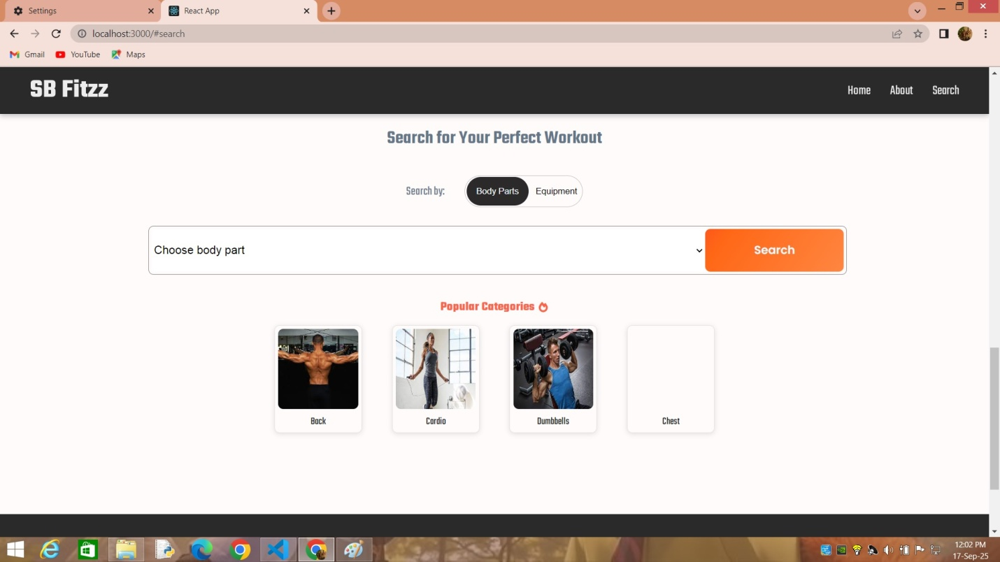 Settings
React App
localhost:3000/#search
Gmail
YouTube
Maps
SB Fitzz
Home
About
Search
Search for Your Perfect Workout
Search by:
Body Parts
Equipment
Choose body part
Search
Popular Categories
Back
Cardio
Dumbbells
Chest
12:02 PM
17-Sep-25